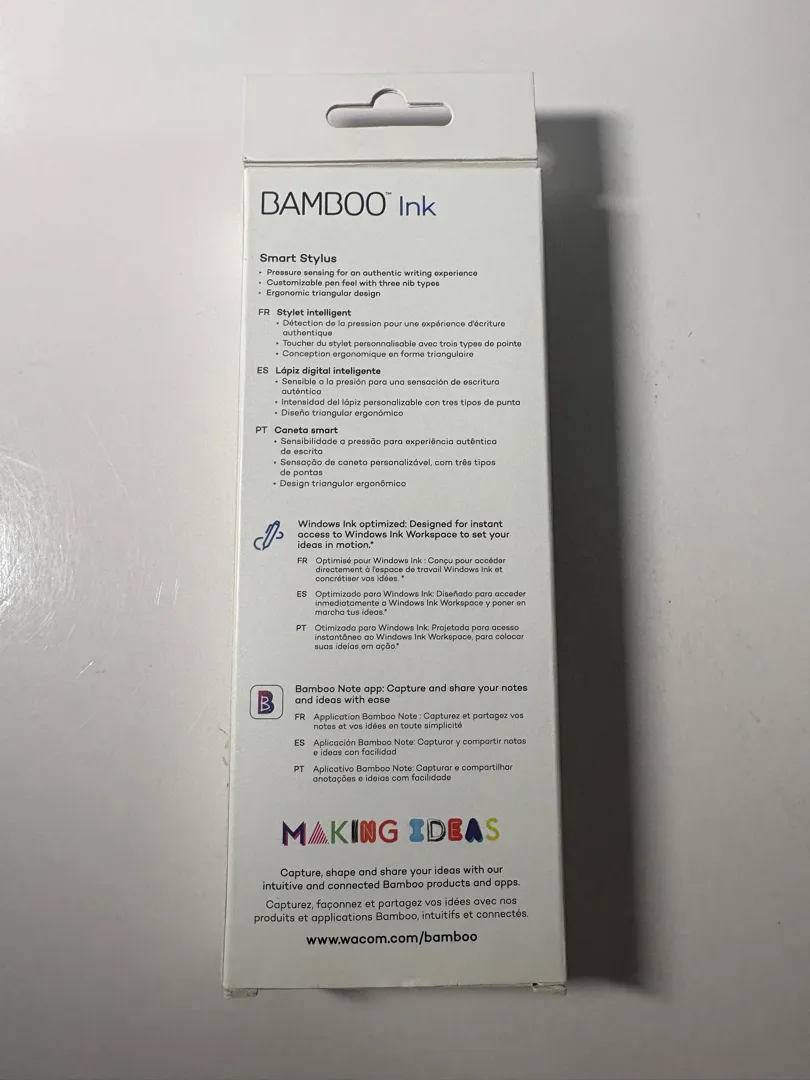 BAMBOO™ Ink
Smart Stylus
• Pressure sensing for an authentic writing experience
• Customizable pen feel with three nib types
• Ergonomic triangular design
FR Stylet intelligent
• Détection de la pression pour une expérience d'écriture
authentique
• Toucher du stylet personnalisable avec trois types de pointe
• Conception ergonomique en forme triangulaire
ES Lápiz digital inteligente
• Sensible a la presión para una sensación de escritura
auténtica
• Intensidad del lápiz personalizable con tres tipos de punta
• Diseño triangular ergonómico
PT Caneta smart
• Sensibilidade a pressão para experiência autêntica
de escrita
• Sensação de caneta personalizável, com três tipos
de pontas
• Design triangular ergonômico
Windows Ink optimized: Designed for instant
access to Windows Ink Workspace to set your
ideas in motion.*
FR Optimisé pour Windows Ink : Conçu pour accéder
directement à l'espace de travail Windows Ink et
concrétiser vos idées. *
ES Optimizado para Windows Ink: Diseñado para acceder
inmediatamente a Windows Ink Workspace y poner en
marcha tus ideas.*
PT Otimizado para Windows Ink: Projetada para acesso
instantâneo ao Windows Ink Workspace, para colocar
suas ideias em ação.*
B
Bamboo Note app: Capture and share your notes
and ideas with ease
FR Application Bamboo Note : Capturez et partagez vos
notes et vos idées en toute simplicité
ES Aplicación Bamboo Note: Capturar y compartir notas
e ideas con facilidad
PT Aplicativo Bamboo Note: Capturar e compartilhar
anotações e ideias com facilidade
MAKING IDEAS
Capture, shape and share your ideas with our
intuitive and connected Bamboo products and apps.
Capturez, façonnez et partagez vos idées avec nos
produits et applications Bamboo, intuitifs et connectés.
www.wacom.com/bamboo